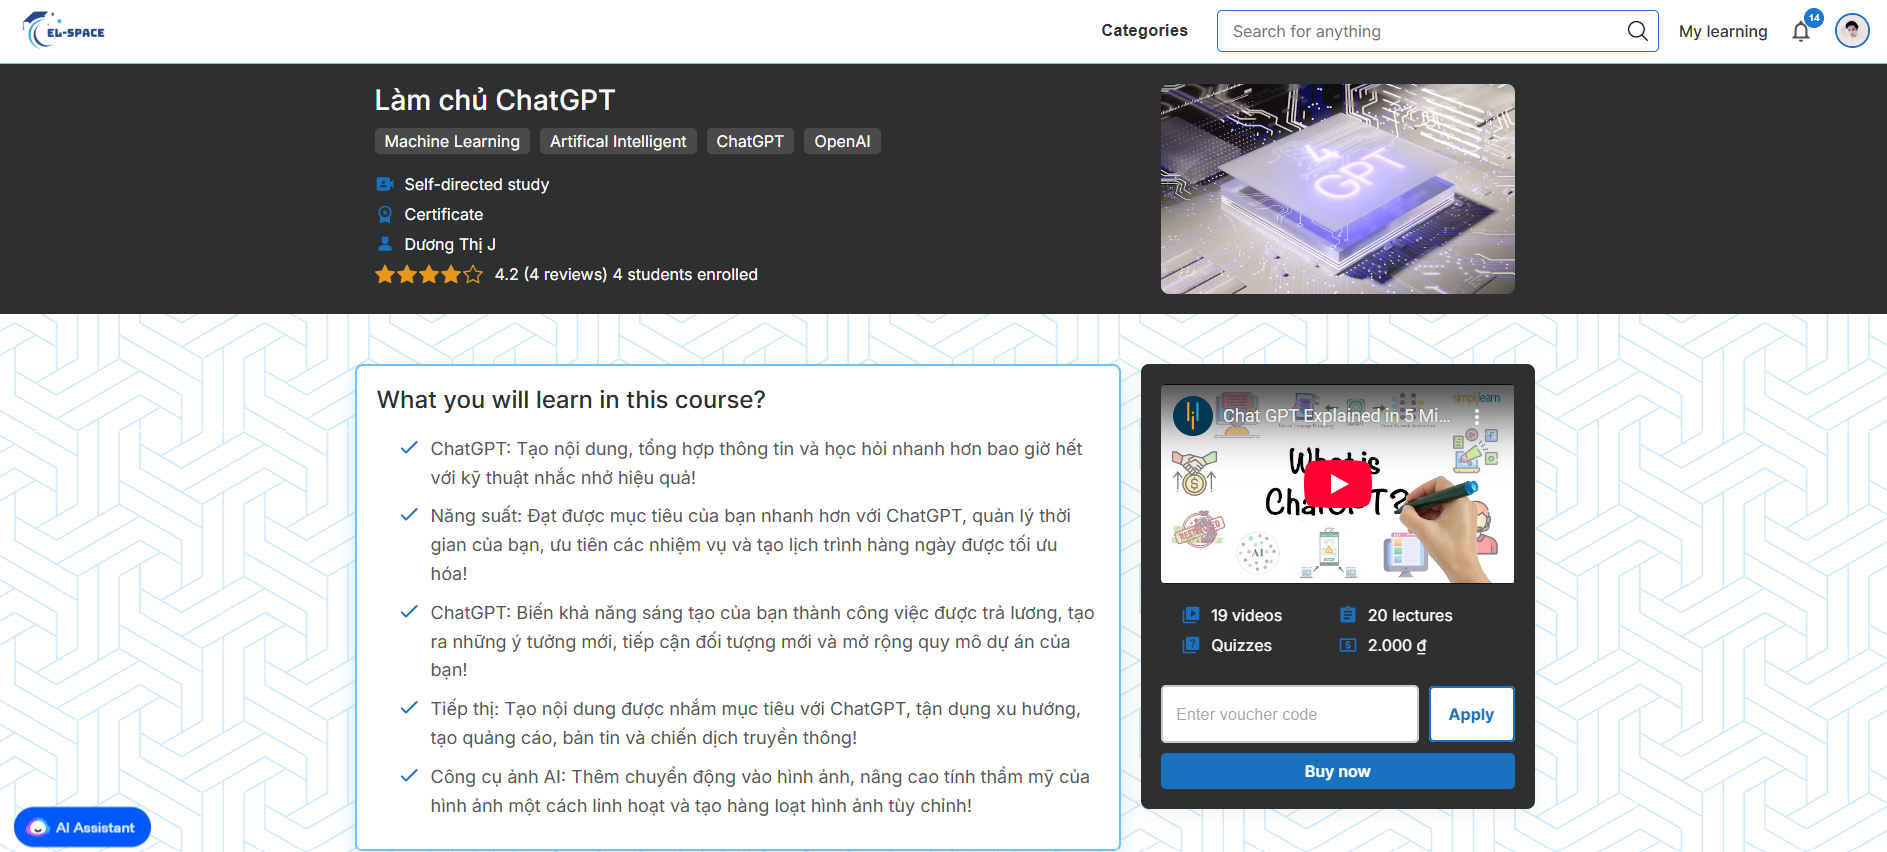 EL-SPACE
Categories
Search for anything
My learning
14
Làm chủ ChatGPT
Machine Learning
Artifical Intelligent
ChatGPT
OpenAI
Self-directed study
Certificate
Dương Thị J
4.2 (4 reviews) 4 students enrolled
4
GPT
What you will learn in this course?
ChatGPT: Tạo nội dung, tổng hợp thông tin và học hỏi nhanh hơn bao giờ hết
với kỹ thuật nhắc nhở hiệu quả!
Năng suất: Đạt được mục tiêu của bạn nhanh hơn với ChatGPT, quản lý thời
gian của bạn, ưu tiên các nhiệm vụ và tạo lịch trình hàng ngày được tối ưu
hóa!
ChatGPT: Biến khả năng sáng tạo của bạn thành công việc được trả lương, tạo
ra những ý tưởng mới, tiếp cận đối tượng mới và mở rộng quy mô dự án của
bạn!
Tiếp thị: Tạo nội dung được nhắm mục tiêu với ChatGPT, tận dụng xu hướng,
tạo quảng cáo, bản tin và chiến dịch truyền thông!
Công cụ ảnh AI: Thêm chuyển động vào hình ảnh, nâng cao tính thẩm mỹ của
hình ảnh một cách linh hoạt và tạo hàng loạt hình ảnh tùy chỉnh!
simplilearn
Chat GPT Explained in 5 Mi...
What is
ChatGPT?
RESTRICTED
AI
19 videos
20 lectures
Quizzes
2.000 ₫
Enter voucher code
Apply
Buy now
AI Assistant